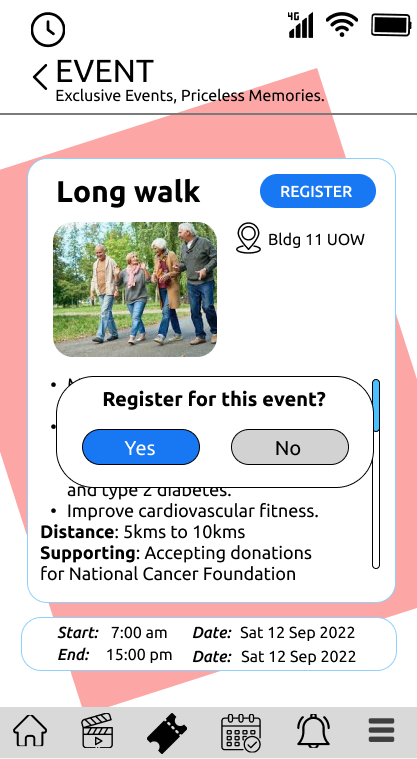 4G
EVENT
Exclusive Events, Priceless Memories.
Long walk
REGISTER
Bldg 11 UOW
Register for this event?
Yes
No
and type 2 diabetes.
• Improve cardiovascular fitness.
Distance: 5kms to 10kms
Supporting: Accepting donations
for National Cancer Foundation
Start: 7:00 am Date: Sat 12 Sep 2022
End: 15:00 pm Date: Sat 12 Sep 2022